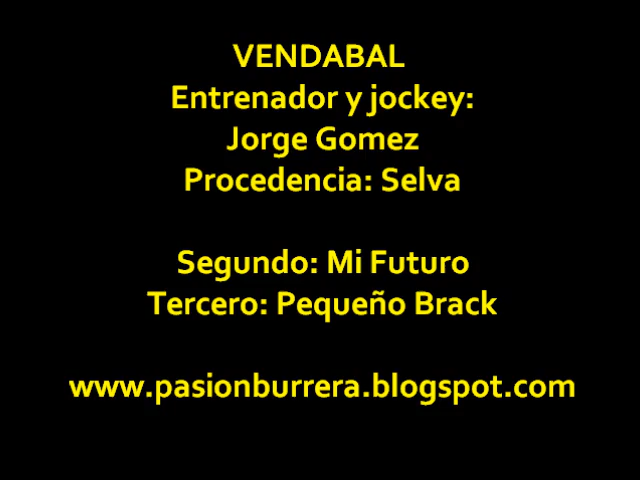 VENDABAL
Entrenador y jockey:
Jorge Gomez
Procedencia: Selva
Segundo: Mi Futuro
Tercero: Pequeño Brack
www.pasionburrera.blogspot.com